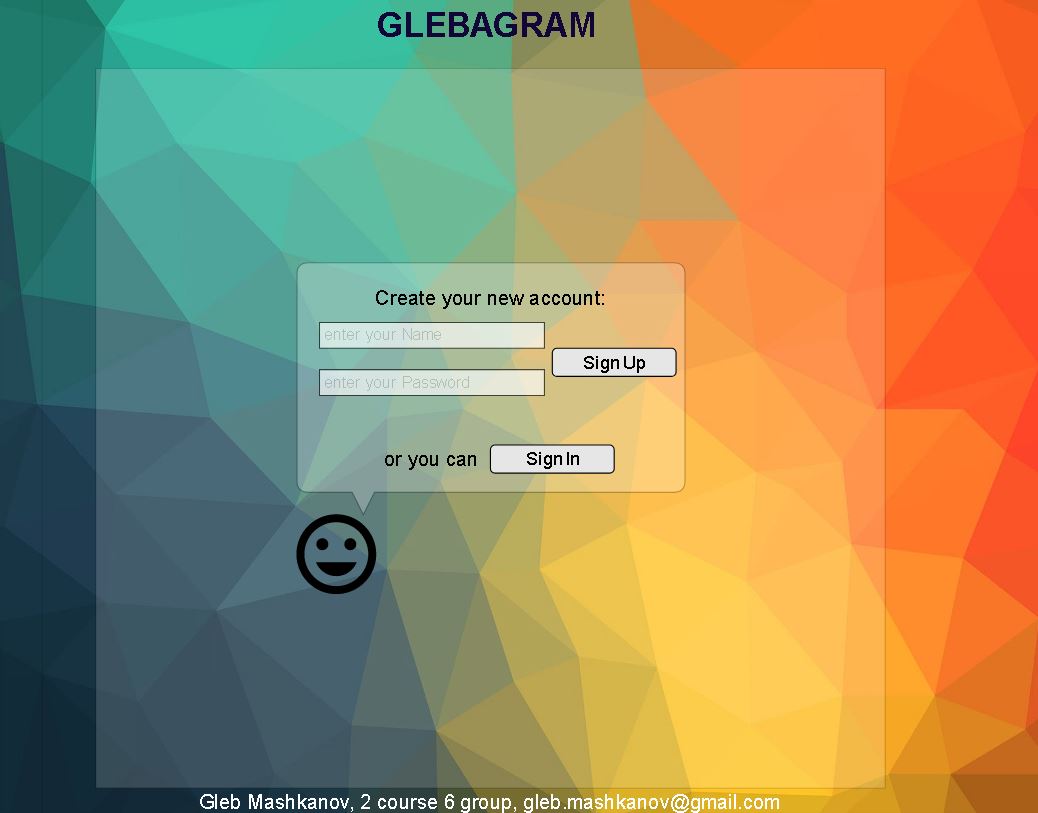 GLEBAGRAM
Create your new account:
enter your Name
Sign Up
enter your Password
or you can
Sign In
Gleb Mashkanov, 2 course 6 group, gleb.mashkanov@gmail.com